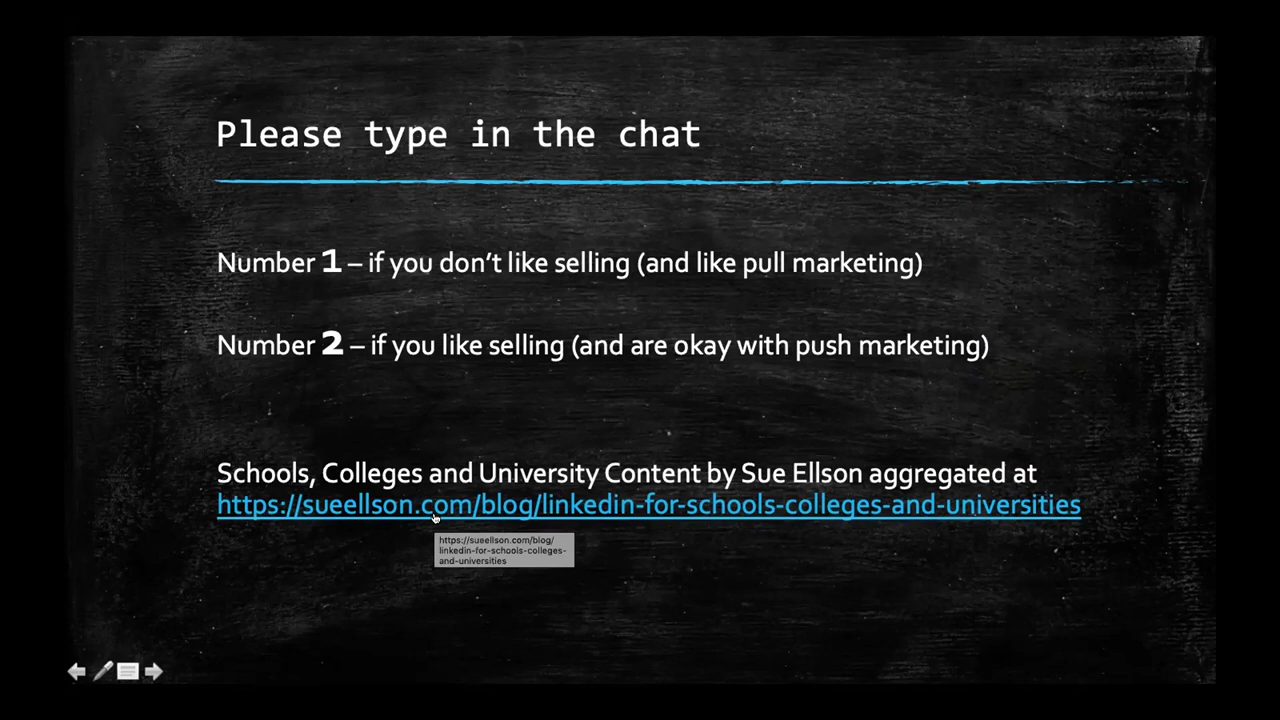 Please type in the chat
Number 1 – if you don’t like selling (and like pull marketing)
Number 2 – if you like selling (and are okay with push marketing)
Schools, Colleges and University Content by Sue Ellson aggregated at
https://sueellson.com/blog/linkedin-for-schools-colleges-and-universities
https://sueellson.com/blog/
linkedin-for-schools-colleges-
and-universities